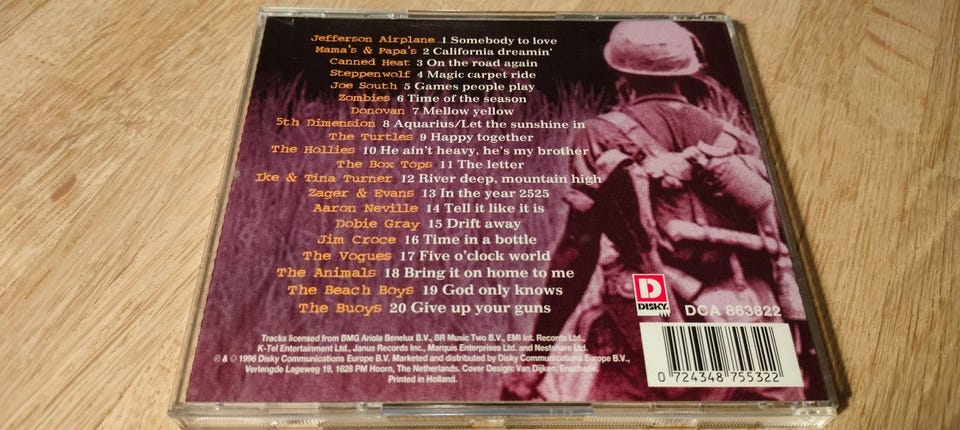 Jefferson Airplane 1 Somebody to love
Mama's & Papa's 2 California dreamin'
Canned Heat 3 On the road again
Steppenwolf 4 Magic carpet ride
Joe South 5 Games people play
Zombies 6 Time of the season
Donovan 7 Mellow yellow
5th Dimension 8 Aquarius/Let the sunshine in
The Turtles 9 Happy together
The Hollies 10 He ain't heavy, he's my brother
The Box Tops 11 The letter
Ike & Tina Turner 12 River deep, mountain high
Zager & Evans 13 In the year 2525
Aaron Neville 14 Tell it like it is
Dobie Gray 15 Drift away
Jim Croce 16 Time in a bottle
The Vogues 17 Five o'clock world
The Animals 18 Bring it on home to me
The Beach Boys 19 God only knows
The Buoys 20 Give up your guns
D
DISKY
DCA 863822
Tracks licensed from BMG Ariola Benelux B.V., BR Music Two B.V., EMI Int. Records Ltd.,
K-Tel Entertainment Ltd., Janus Records Inc., Marquis Enterprises Ltd. and Nestshare Ltd.
℗ & © 1996 Disky Communications Europe B.V. Marketed and distributed by Disky Communications Europe B.V.,
Verlengde Lageweg 19, 1628 PM Hoorn, The Netherlands. Cover Design: Van Dijken, Enschede.
Printed in Holland.
0 724348 755322